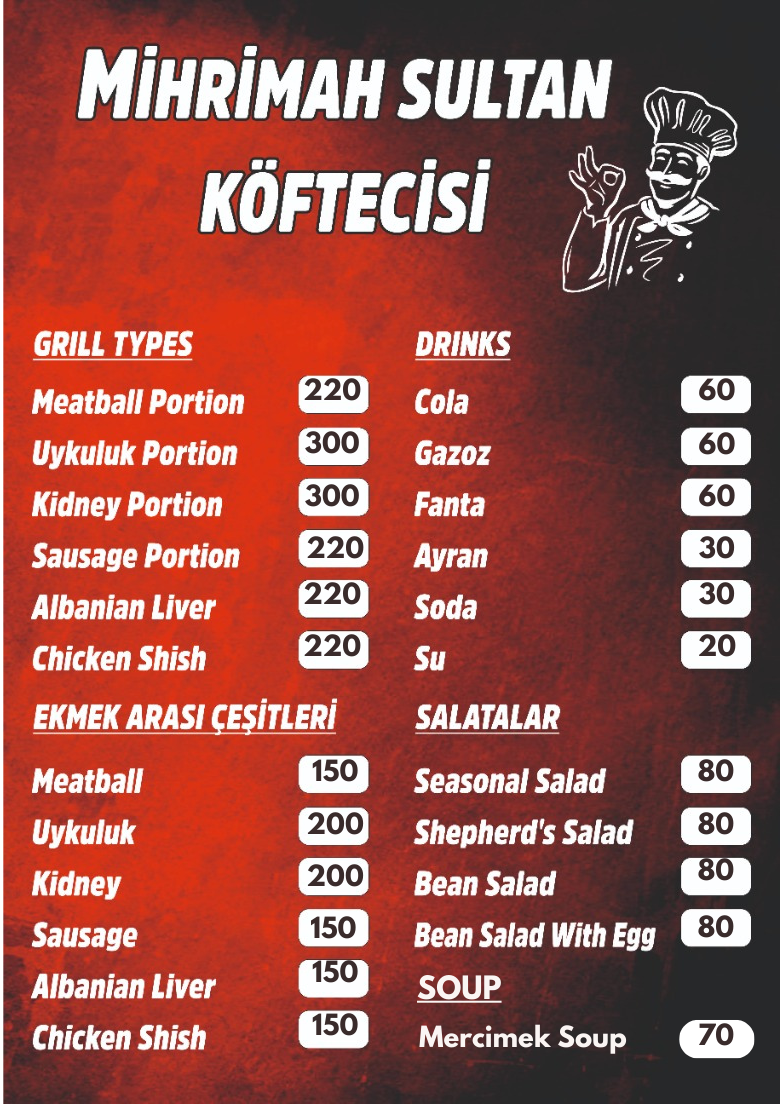 MİHRİMAH SULTAN
KÖFTECİSİ
GRILL TYPES
Meatball Portion 220
Uykuluk Portion 300
Kidney Portion 300
Sausage Portion 220
Albanian Liver 220
Chicken Shish 220
EKMEK ARASI ÇEŞİTLERİ
Meatball 150
Uykuluk 200
Kidney 200
Sausage 150
Albanian Liver 150
Chicken Shish 150
DRINKS
Cola 60
Gazoz 60
Fanta 60
Ayran 30
Soda 30
Su 20
SALATALAR
Seasonal Salad 80
Shepherd's Salad 80
Bean Salad 80
Bean Salad With Egg 80
SOUP
Mercimek Soup 70